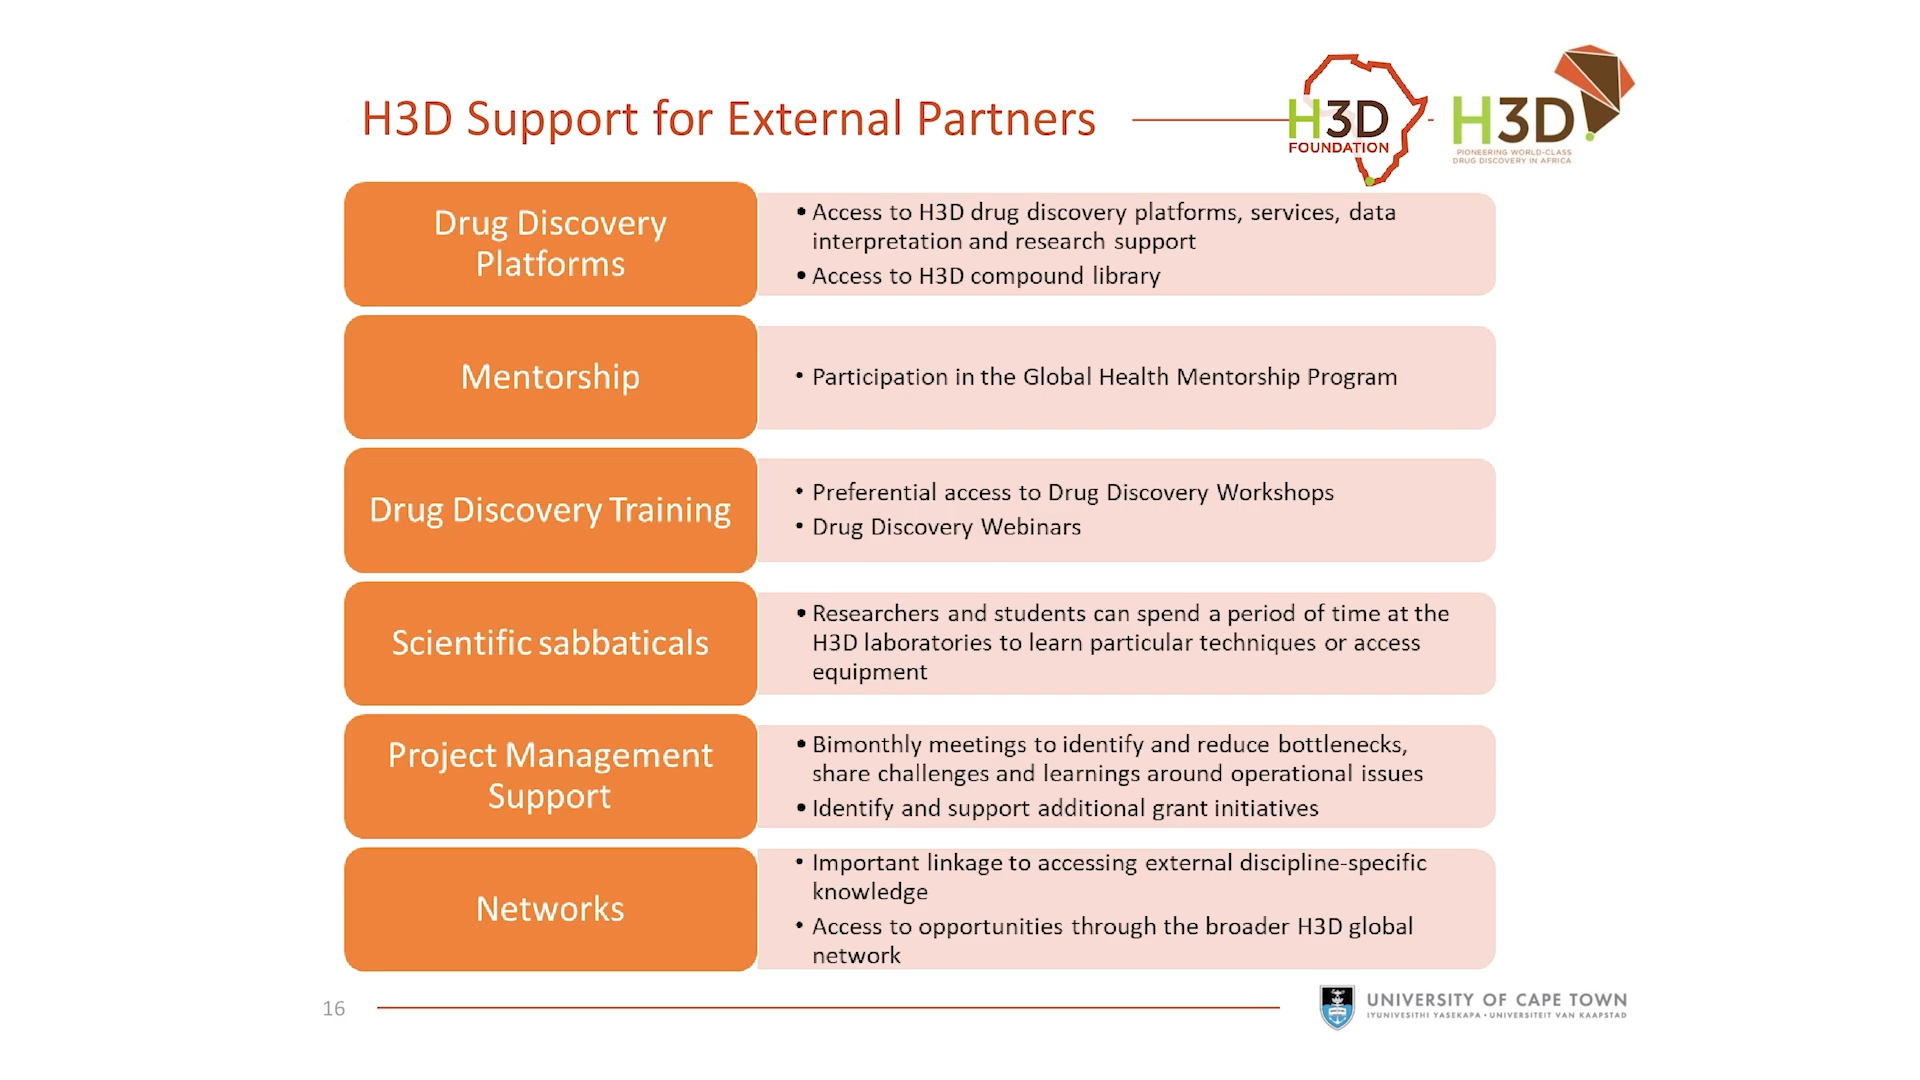 H3D Support for External Partners
H3D
FOUNDATION
H3D
PIONEERING WORLD-CLASS
DRUG DISCOVERY IN AFRICA
Drug Discovery
Platforms
• Access to H3D drug discovery platforms, services, data
interpretation and research support
• Access to H3D compound library
Mentorship
• Participation in the Global Health Mentorship Program
Drug Discovery Training
• Preferential access to Drug Discovery Workshops
• Drug Discovery Webinars
Scientific sabbaticals
• Researchers and students can spend a period of time at the
H3D laboratories to learn particular techniques or access
equipment
Project Management
Support
• Bimonthly meetings to identify and reduce bottlenecks,
share challenges and learnings around operational issues
• Identify and support additional grant initiatives
Networks
• Important linkage to accessing external discipline-specific
knowledge
• Access to opportunities through the broader H3D global
network
16
UNIVERSITY OF CAPE TOWN
IYUNIVESITHI YASEKAPA • UNIVERSITEIT VAN KAAPSTAD